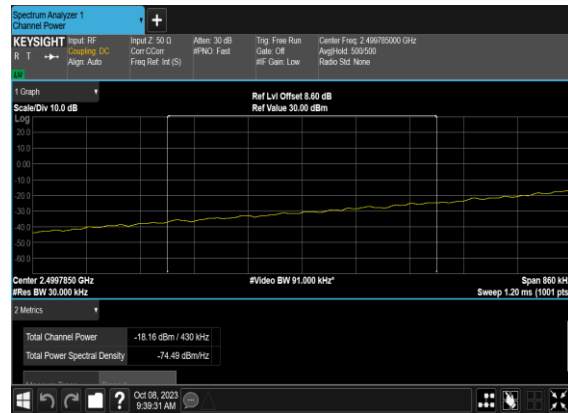 Spectrum Analyzer 1
Channel Power
+
KEYSIGHT Input: RF Input Z: 50 Ω Atten: 30 dB Trig: Free Run Center Freq: 2.499785000 GHz
R T Coupling: DC Corr CCorr #PNO: Fast Gate: Off Avg|Hold: 500/500
Align: Auto Freq Ref: Int (S) #IF Gain: Low Radio Std: None
1 Graph Ref Lvl Offset 8.60 dB
Scale/Div 10.0 dB Ref Value 30.00 dBm
Log
20.0
10.0
0.00
-10.0
-20.0
-30.0
-40.0
-50.0
-60.0
Center 2.4997850 GHz #Video BW 91.000 kHz* Span 860 kH
#Res BW 30.000 kHz Sweep 1.20 ms (1001 pts
2 Metrics
Total Channel Power -18.16 dBm / 430 kHz
Total Power Spectral Density -74.49 dBm/Hz
? Oct 08, 2023
9:39:31 AM